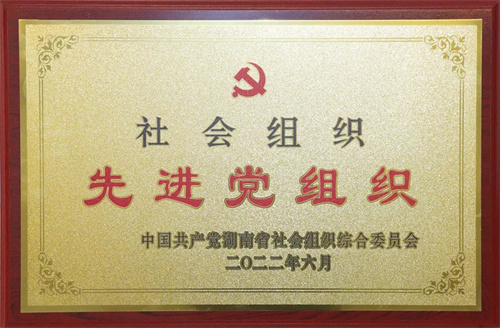 社会组织
先进党组织
中国共产党湖南省社会组织综合委员会
二〇二二年六月